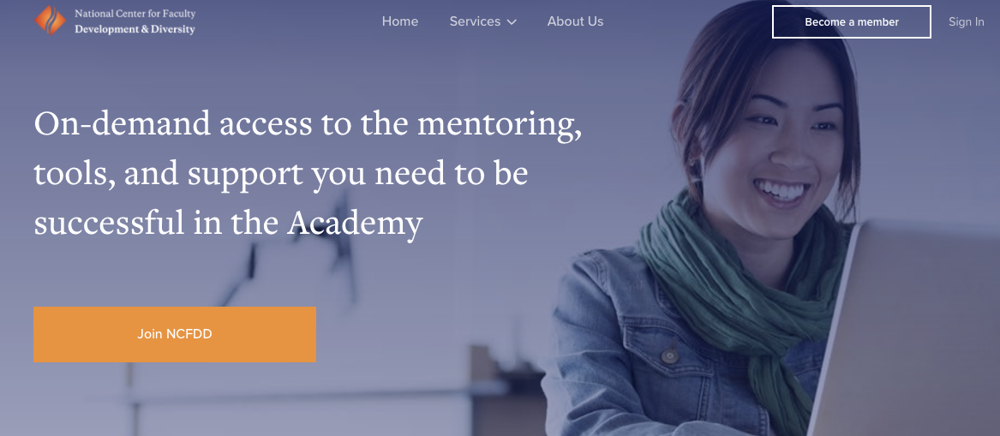 National Center for Faculty
Development & Diversity
Home
Services
About Us
Become a member
Sign In
On-demand access to the mentoring,
tools, and support you need to be
successful in the Academy
Join NCFDD